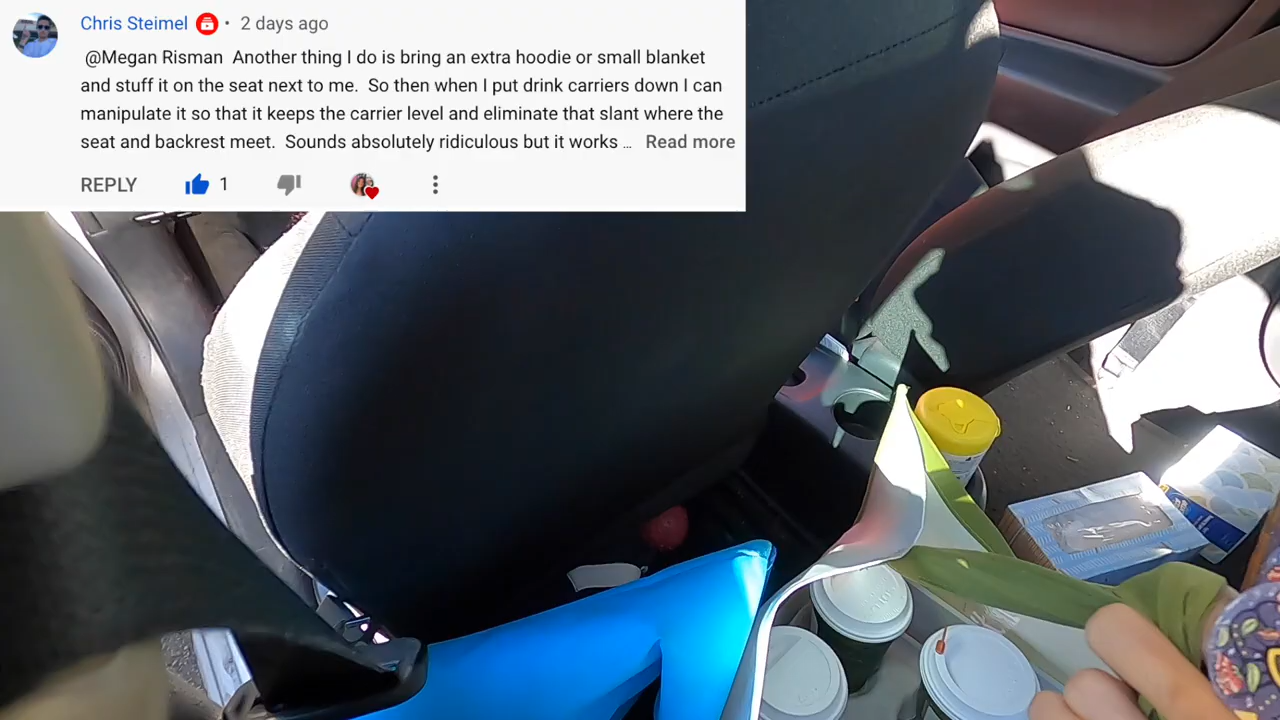 Chris Steimel • 2 days ago
@Megan Risman Another thing I do is bring an extra hoodie or small blanket
and stuff it on the seat next to me. So then when I put drink carriers down I can
manipulate it so that it keeps the carrier level and eliminate that slant where the
seat and backrest meet. Sounds absolutely ridiculous but it works ... Read more
REPLY 1